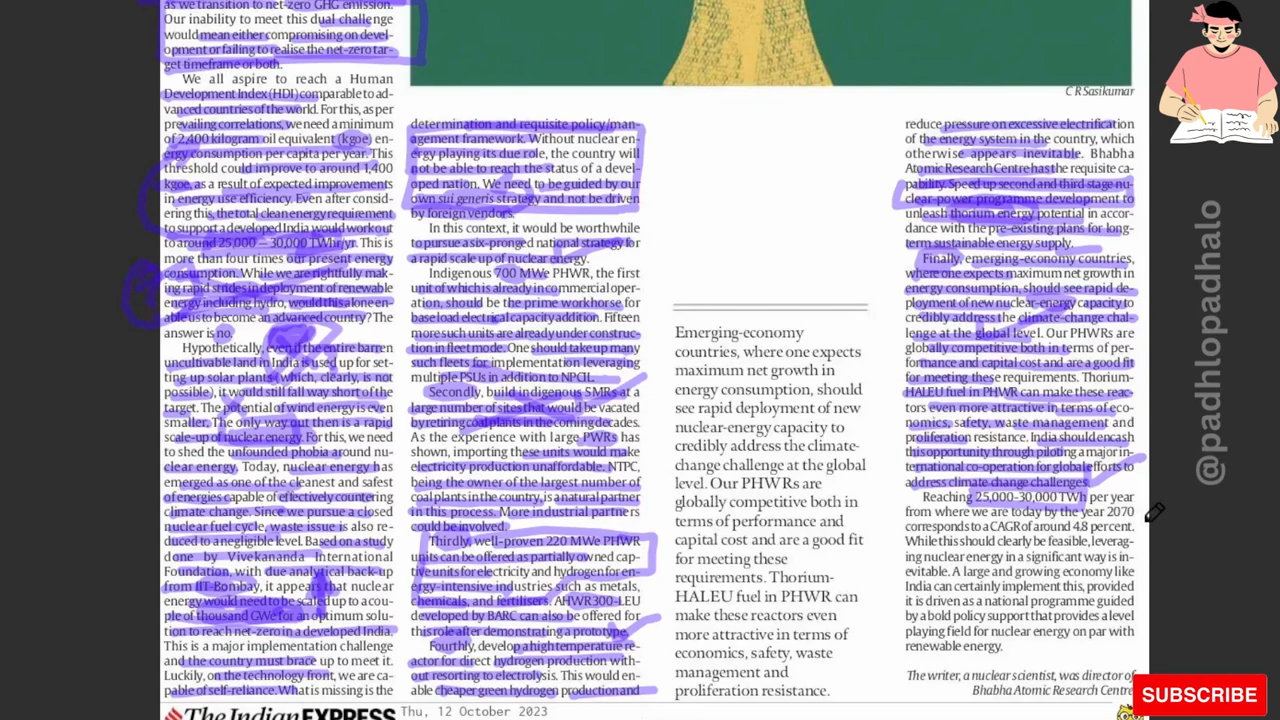 as we transition to net-zero GHG emission.
Our inability to meet this dual challenge
would mean either compromising on devel-
opment or failing to realise the net-zero tar-
get timeframe or both.
We all aspire to reach a Human
Development Index (HDI) comparable to ad-
vanced countries of the world. For this, as per
prevailing correlations, we need a minimum
of 2,400 kilogram oil equivalent (kgoe) en-
ergy consumption per capita per year. This
threshold could improve to around 1,400
kgoe, as a result of expected improvements
in energy use efficiency. Even after consid-
ering this, the total clean energy requirement
to support a developed India would work out
to around 25,000 — 30,000 TWhr/yr. This is
more than four times our present energy
consumption. While we are rightfully mak-
ing rapid strides in deployment of renewable
energy including hydro, would this alone en-
able us to become an advanced country? The
answer is no.
Hypothetically, even if the entire barren
uncultivable land in India is used up for set-
ting up solar plants (which, clearly, is not
possible), it would still fall way short of the
target. The potential of wind energy is even
smaller. The only way out then is a rapid
scale-up of nuclear energy. For this, we need
to shed the unfounded phobia around nu-
clear energy. Today, nuclear energy has
emerged as one of the cleanest and safest
of energies capable of effectively countering
climate change. Since we pursue a closed
nuclear fuel cycle, waste issue is also re-
duced to a negligible level. Based on a study
done by Vivekananda International
Foundation, with due analytical back-up
from IIT-Bombay, it appears that nuclear
energy would need to be scaled up to a cou-
ple of thousand GWe for an optimum solu-
tion to reach net-zero in a developed India.
This is a major implementation challenge
and the country must brace up to meet it.
Luckily, on the technology front, we are ca-
pable of self-reliance. What is missing is the
C R Sasikumar
determination and requisite policy/man-
agement framework. Without nuclear en-
ergy playing its due role, the country will
not be able to reach the status of a devel-
oped nation. We need to be guided by our
own sui generis strategy and not be driven
by foreign vendors.
In this context, it would be worthwhile
to pursue a six-pronged national strategy for
a rapid scale up of nuclear energy.
Indigenous 700 MWe PHWR, the first
unit of which is already in commercial oper-
ation, should be the prime workhorse for
base load electrical capacity addition. Fifteen
more such units are already under construc-
tion in fleet mode. One should take up many
such fleets for implementation leveraging
multiple PSUs in addition to NPCIL.
Secondly, build indigenous SMRs at a
large number of sites that would be vacated
by retiring coal plants in the coming decades.
As the experience with large PWRs has
shown, importing these units would make
electricity production unaffordable. NTPC,
being the owner of the largest number of
coal plants in the country, is a natural partner
in this process. More industrial partners
could be involved.
Thirdly, well-proven 220 MWe PHWR
units can be offered as partially owned cap-
tive units for electricity and hydrogen for en-
ergy-intensive industries such as metals,
chemicals, and fertilisers. AHWR300-LEU
developed by BARC can also be offered for
this role after demonstrating a prototype.
Fourthly, develop a high temperature re-
actor for direct hydrogen production with-
out resorting to electrolysis. This would en-
able cheaper green hydrogen production and
Emerging-economy
countries, where one expects
maximum net growth in
energy consumption, should
see rapid deployment of new
nuclear-energy capacity to
credibly address the climate-
change challenge at the global
level. Our PHWRs are
globally competitive both in
terms of performance and
capital cost and are a good fit
for meeting these
requirements. Thorium-
HALEU fuel in PHWR can
make these reactors even
more attractive in terms of
economics, safety, waste
management and
proliferation resistance.
reduce pressure on excessive electrification
of the energy system in the country, which
otherwise appears inevitable. Bhabha
Atomic Research Centre has the requisite ca-
pability. Speed up second and third stage nu-
clear-power programme development to
unleash thorium energy potential in accor-
dance with the pre-existing plans for long-
term sustainable energy supply.
Finally, emerging-economy countries,
where one expects maximum net growth in
energy consumption, should see rapid de-
ployment of new nuclear-energy capacity to
credibly address the climate-change chal-
lenge at the global level. Our PHWRs are
globally competitive both in terms of per-
formance and capital cost and are a good fit
for meeting these requirements. Thorium-
HALEU fuel in PHWR can make these reac-
tors even more attractive in terms of eco-
nomics, safety, waste management and
proliferation resistance. India should encash
this opportunity through piloting a major in-
ternational co-operation for global efforts to
address climate change challenges.
Reaching 25,000-30,000 TWh per year
from where we are today by the year 2070
corresponds to a CAGR of around 4.8 percent.
While this should clearly be feasible, leverag-
ing nuclear energy in a significant way is in-
evitable. A large and growing economy like
India can certainly implement this, provided
it is driven as a national programme guided
by a bold policy support that provides a level
playing field for nuclear energy on par with
renewable energy.
The writer, a nuclear scientist, was director of
Bhabha Atomic Research Centre
@padhlopadhalo
SUBSCRIBE
The Indian EXPRESS
Thu, 12 October 2023